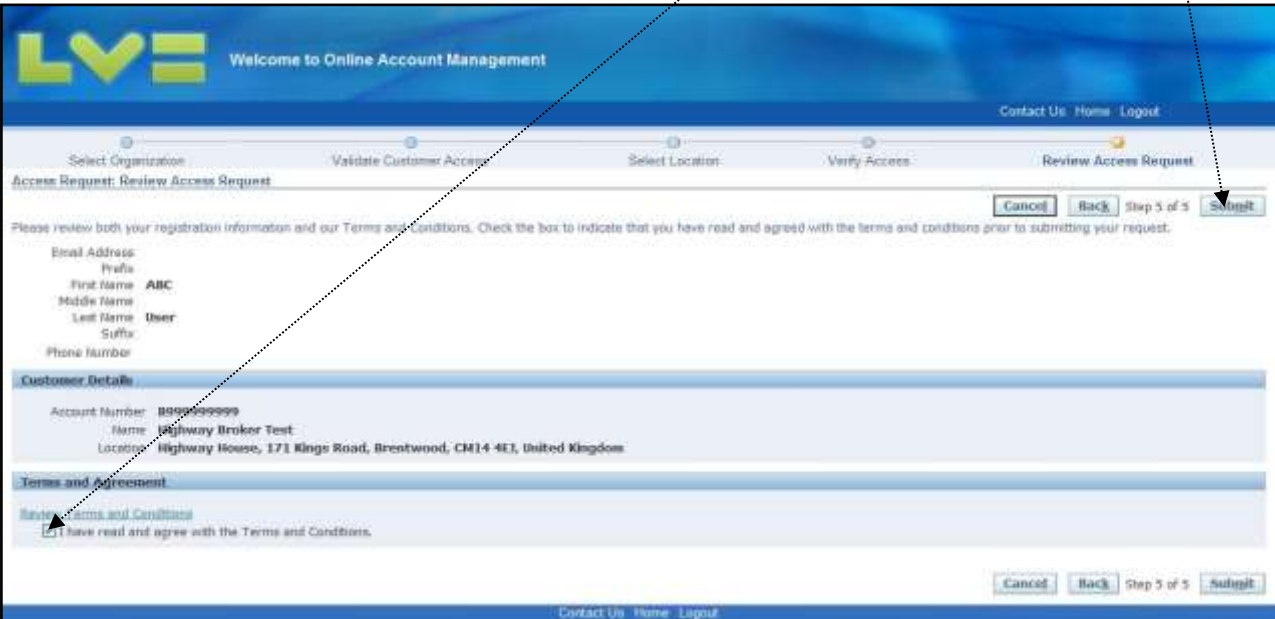 LV=
Welcome to Online Account Management
Contact Us Home Logout
Select Organization Validate Customer Access Select Location Verify Access Review Access Request
Access Request: Review Access Request
Cancel Back Step 5 of 5 Submit
Please review both your registration information and our Terms and Conditions. Check the box to indicate that you have read and agreed with the terms and conditions prior to submitting your request.
Email Address
Prefix
First Name ABC
Middle Name
Last Name User
Suffix
Phone Number
Customer Details
Account Number B999999999
Name Highway Broker Test
Location Highway House, 171 Kings Road, Brentwood, CM14 4EJ, United Kingdom
Terms and Agreement
Review Terms and Conditions
I have read and agree with the Terms and Conditions.
Cancel Back Step 5 of 5 Submit
Contact Us Home Logout